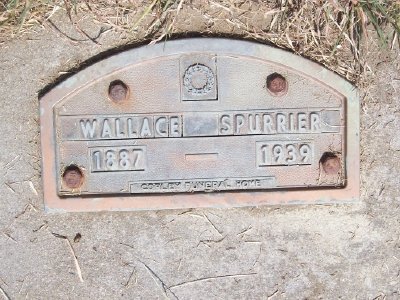 WALLACE SPURRIER
1887 — 1939
FUNERAL HOME